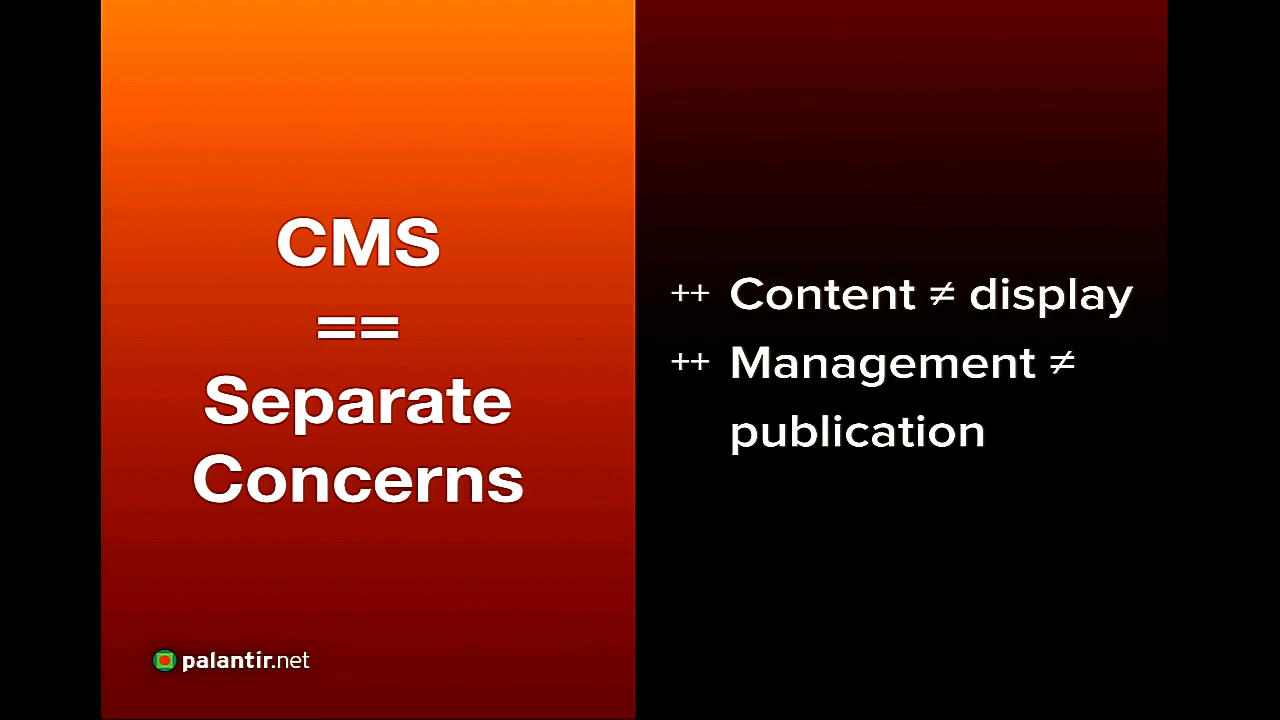 CMS
==
Separate
Concerns
palantir.net
++ Content ≠ display
++ Management ≠
publication